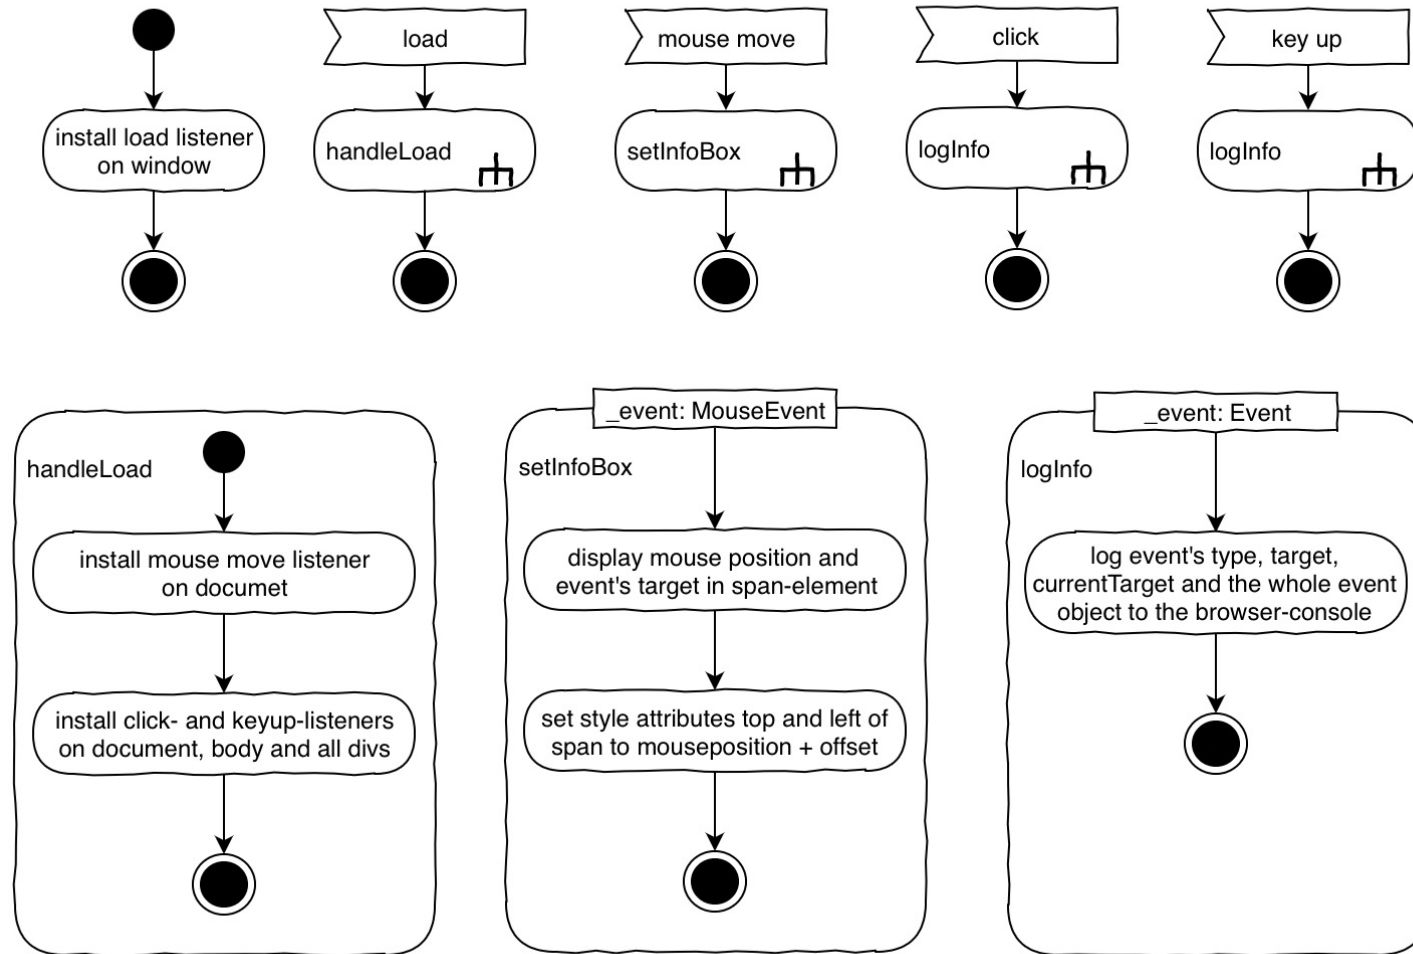 load
mouse move
click
key up
install load listener
on window
handleLoad
setInfoBox
logInfo
logInfo
_event: MouseEvent
_event: Event
handleLoad
setInfoBox
logInfo
install mouse move listener
on documet
display mouse position and
event's target in span-element
log event's type, target,
currentTarget and the whole event
object to the browser-console
install click- and keyup-listeners
on document, body and all divs
set style attributes top and left of
span to mouseposition + offset